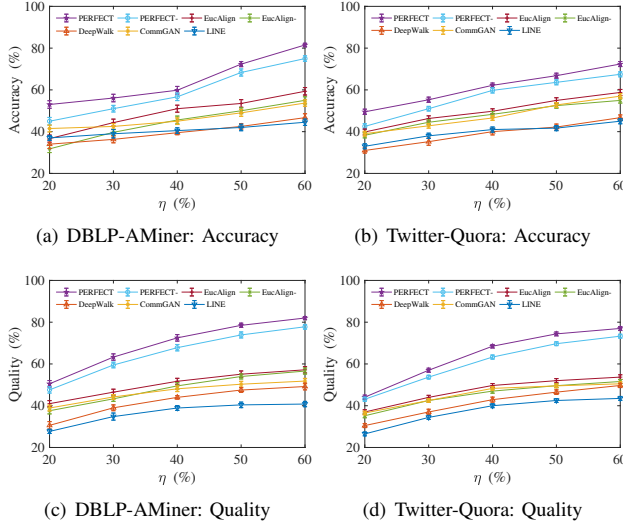 PERFECT PERFECT- EucAlign EucAlign-
DeepWalk CommGAN LINE
Accuracy (%)
100
80
60
40
20
20 30 40 50 60
η (%)
(a) DBLP-AMiner: Accuracy
PERFECT PERFECT- EucAlign EucAlign-
DeepWalk CommGAN LINE
Accuracy (%)
100
80
60
40
20
20 30 40 50 60
η (%)
(b) Twitter-Quora: Accuracy
PERFECT PERFECT- EucAlign EucAlign-
DeepWalk CommGAN LINE
Quality (%)
100
80
60
40
20
20 30 40 50 60
η (%)
(c) DBLP-AMiner: Quality
PERFECT PERFECT- EucAlign EucAlign-
DeepWalk CommGAN LINE
Quality (%)
100
80
60
40
20
20 30 40 50 60
η (%)
(d) Twitter-Quora: Quality